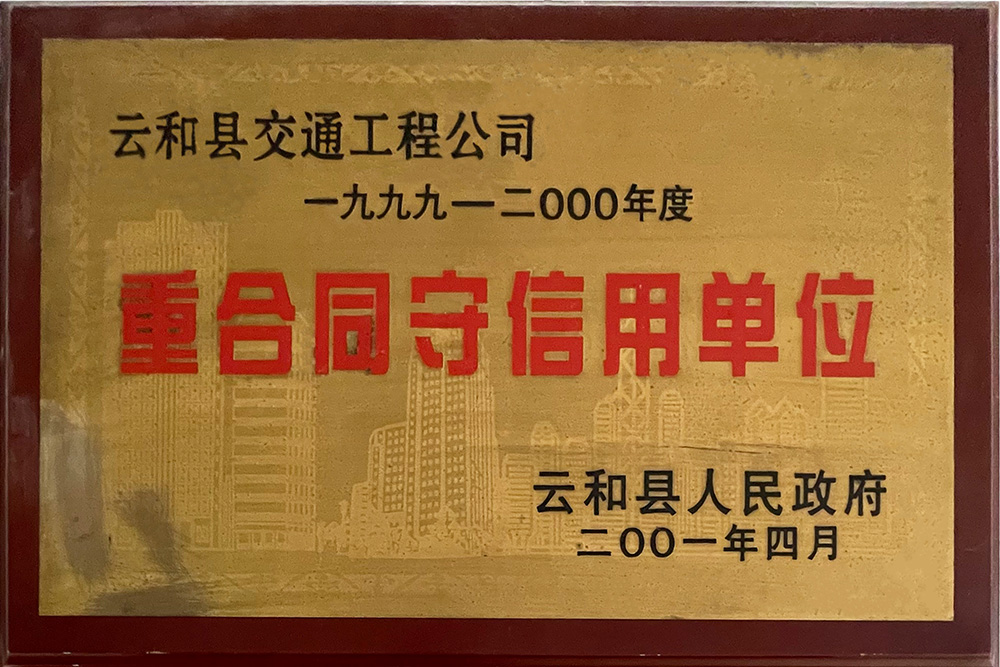 云和县交通工程公司
一九九九—二000年度
重合同守信用单位
云和县人民政府
二00一年四月